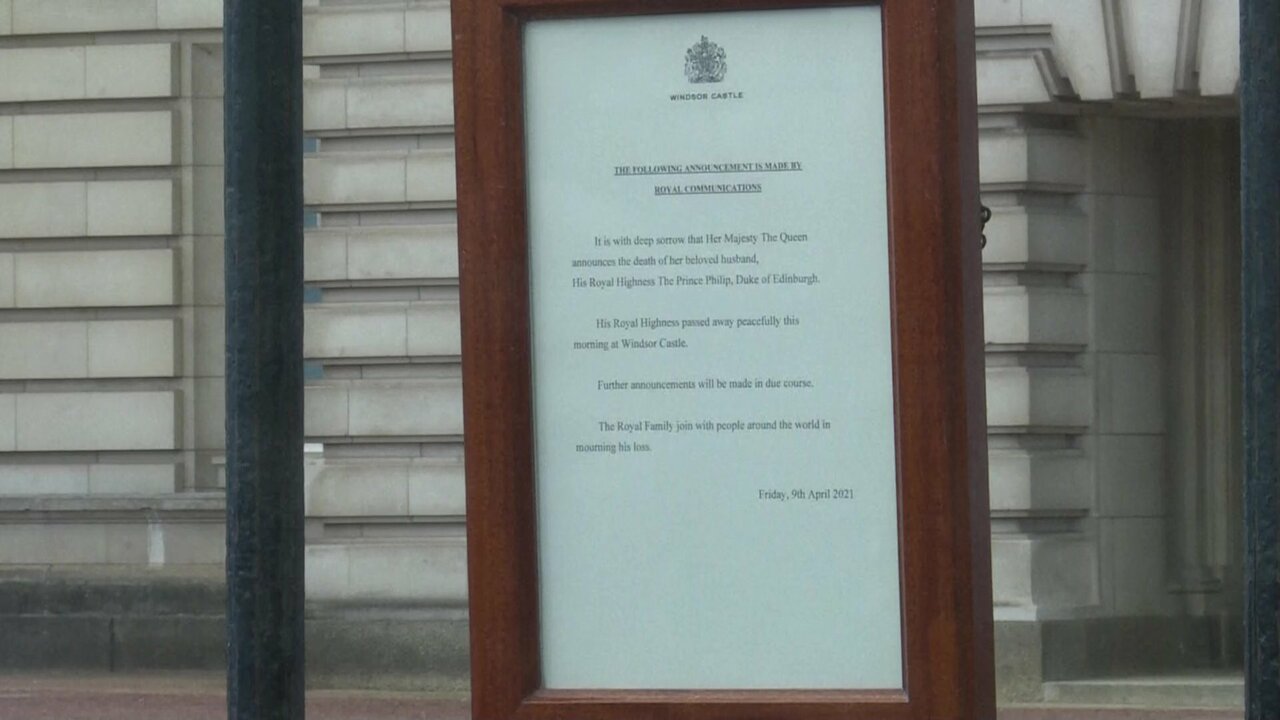 WINDSOR CASTLE
THE FOLLOWING ANNOUNCEMENT IS MADE BY
ROYAL COMMUNICATIONS
It is with deep sorrow that Her Majesty The Queen
announces the death of her beloved husband,
His Royal Highness The Prince Philip, Duke of Edinburgh.
His Royal Highness passed away peacefully this
morning at Windsor Castle.
Further announcements will be made in due course.
The Royal Family join with people around the world in
mourning his loss.
Friday, 9th April 2021